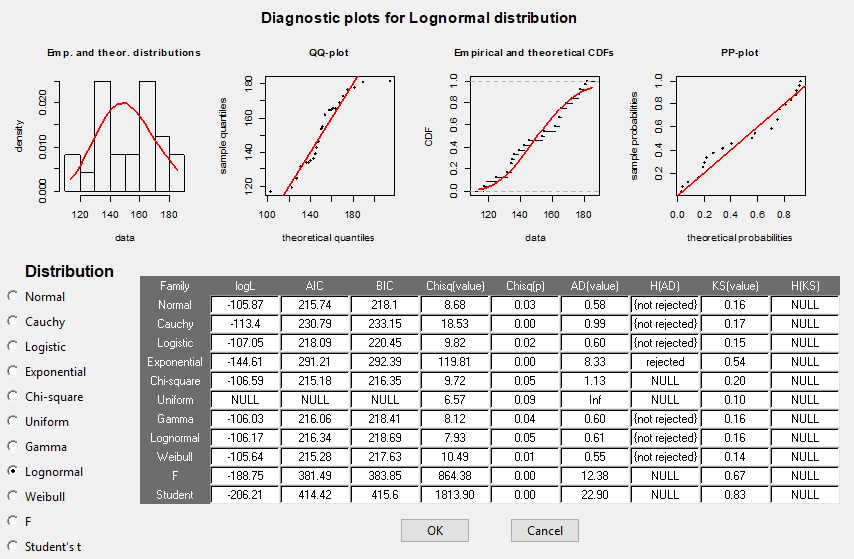 Diagnostic plots for Lognormal distribution
Emp. and theor. distributions
density
0.000 0.010 0.020
120 140 160 180
data
QQ-plot
sample quantiles
120 140 160 180
100 140 180
theoretical quantiles
Empirical and theoretical CDFs
CDF
0.0 0.2 0.4 0.6 0.8 1.0
120 140 160 180
data
PP-plot
sample probabilities
0.2 0.4 0.6 0.8 1.0
0.0 0.2 0.4 0.6 0.8
theoretical probabilities
Distribution
Normal
Cauchy
Logistic
Exponential
Chi-square
Uniform
Gamma
Lognormal
Weibull
F
Student's t
Family logL AIC BIC Chisq(value) Chisq(p) AD(value) H(AD) KS(value) H(KS)
Normal -105.87 215.74 218.1 8.68 0.03 0.58 {not rejected} 0.16 NULL
Cauchy -113.4 230.79 233.15 18.53 0.00 0.99 {not rejected} 0.17 NULL
Logistic -107.05 218.09 220.45 9.82 0.02 0.60 {not rejected} 0.15 NULL
Exponential -144.61 291.21 292.39 119.81 0.00 8.33 rejected 0.54 NULL
Chi-square -106.59 215.18 216.35 9.72 0.05 1.13 NULL 0.20 NULL
Uniform NULL NULL NULL 6.57 0.09 Inf NULL 0.10 NULL
Gamma -106.03 216.06 218.41 8.12 0.04 0.60 {not rejected} 0.16 NULL
Lognormal -106.17 216.34 218.69 7.93 0.05 0.61 {not rejected} 0.16 NULL
Weibull -105.64 215.28 217.63 10.49 0.01 0.55 {not rejected} 0.14 NULL
F -188.75 381.49 383.85 864.38 0.00 12.38 NULL 0.67 NULL
Student -206.21 414.42 415.6 1813.90 0.00 22.90 NULL 0.83 NULL
OK
Cancel